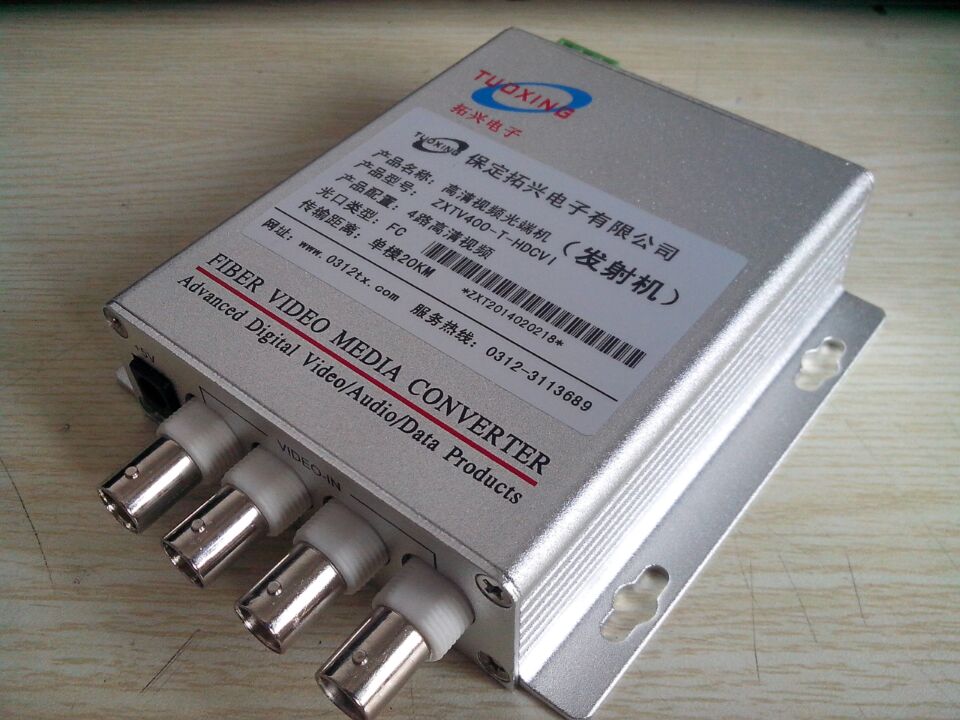 TUOXING
拓兴电子
TUOXING 保定拓兴电子有限公司
产品名称: 高清视频光端机 (发射机)
产品型号: ZXTV400-T-HDCVI
产品配置: 4路高清视频
光口类型: FC
传输距离: 单模20KM
*ZXT2014020218*
网址: www.0312tx.com 服务热线: 0312-3113689
FIBER VIDEO MEDIA CONVERTER
Advanced Digital Video/Audio/Data Products
+5V
VIDEO-IN